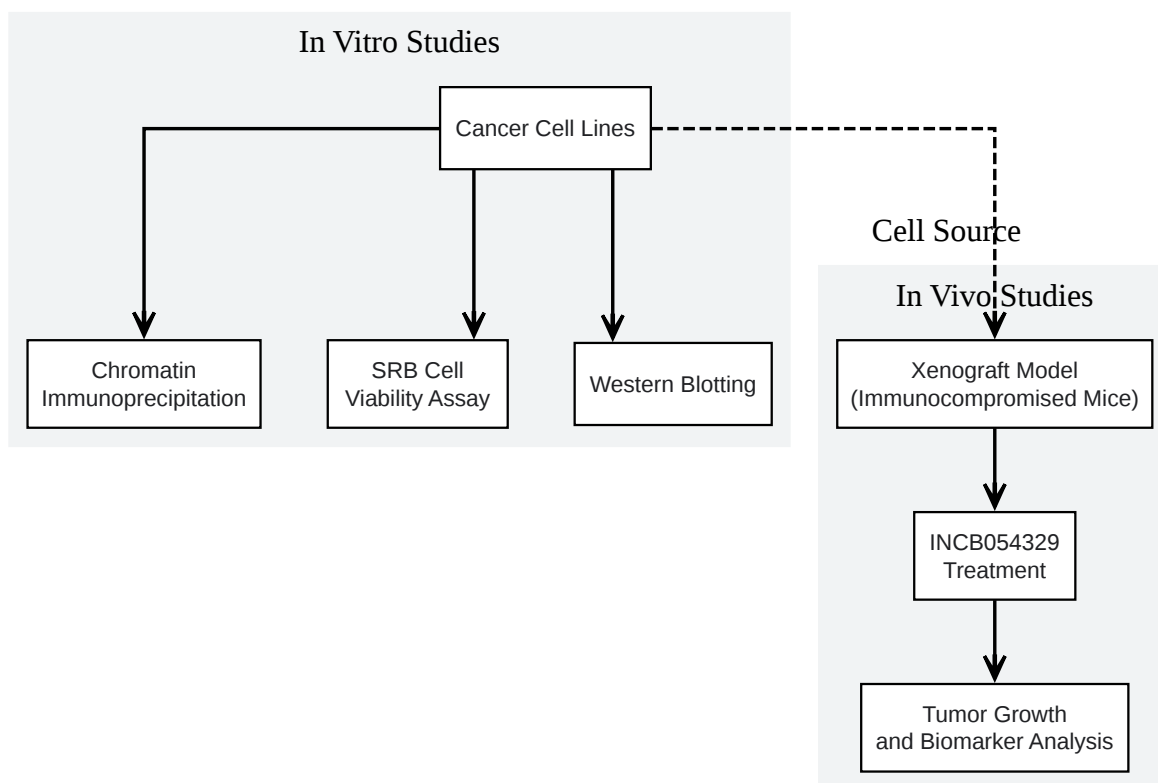 In Vitro Studies
Cancer Cell Lines
Cell Source
In Vivo Studies
Chromatin
Immunoprecipitation
SRB Cell
Viability Assay
Western Blotting
Xenograft Model
(Immunocompromised Mice)
INCB054329
Treatment
Tumor Growth
and Biomarker Analysis